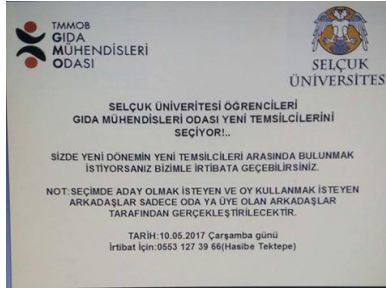 TMMOB
GIDA
MÜHENDİSLERİ
ODASI
SELÇUK
ÜNİVERSİTES
SELÇUK ÜNİVERİTESİ ÖĞRENCİLERİ
GIDA MÜHENDİSLERİ ODASI YENİ TEMSİLCİLERİNİ
SEÇİYOR!..
SİZDE YENİ DÖNEMİN YENİ TEMSİLCİLERİ ARASINDA BULUNMAK
İSTİYORSANIZ BİZİMLE İRTİBATA GEÇEBİLİRSİNİZ.
NOT:SEÇİMDE ADAY OLMAK İSTEYEN VE OY KULLANMAK İSTEYEN
ARKADAŞLAR SADECE ODA YA ÜYE OLAN ARKADAŞLAR
TARAFINDAN GERÇEKLEŞTİRİLECEKTİR.
TARİH:10.05.2017 Çarşamba günü
İrtibat İçin:0553 127 39 66(Hasibe Tektepe)